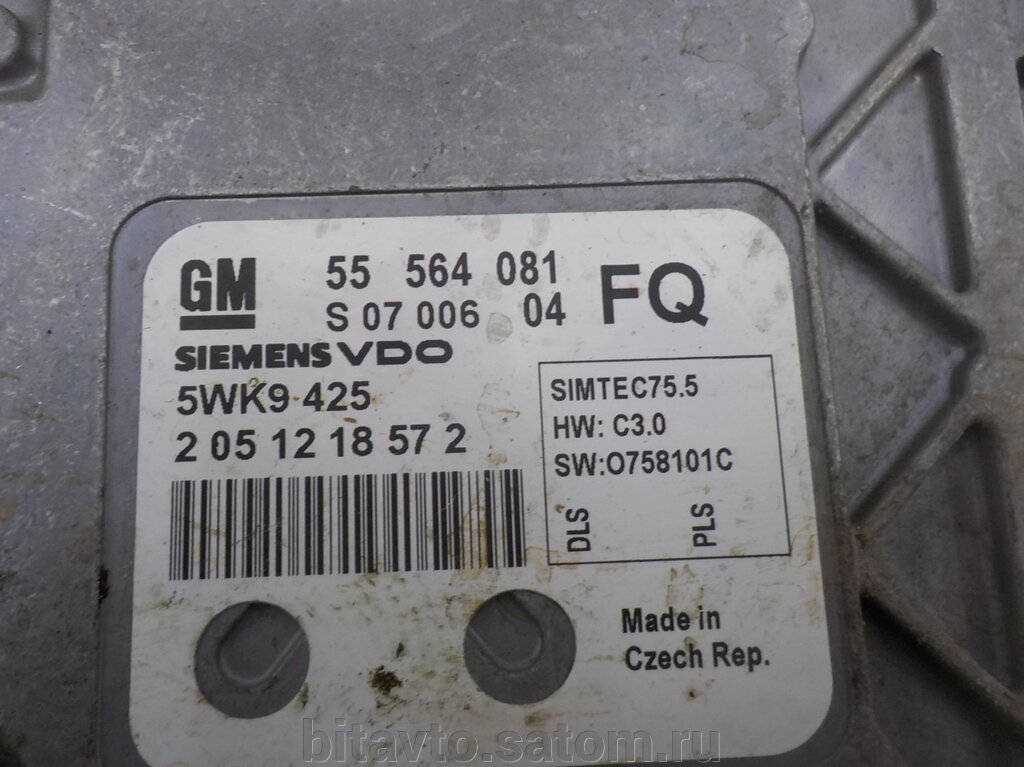 GM 55 564 081 FQ
S 07 006 04
SIEMENS VDO
5WK9 425
2 05 12 18 57 2
SIMTEC75.5
HW: C3.0
SW:O758101C
DLS PLS
Made in
Czech Rep.
bitavto.satom.ru